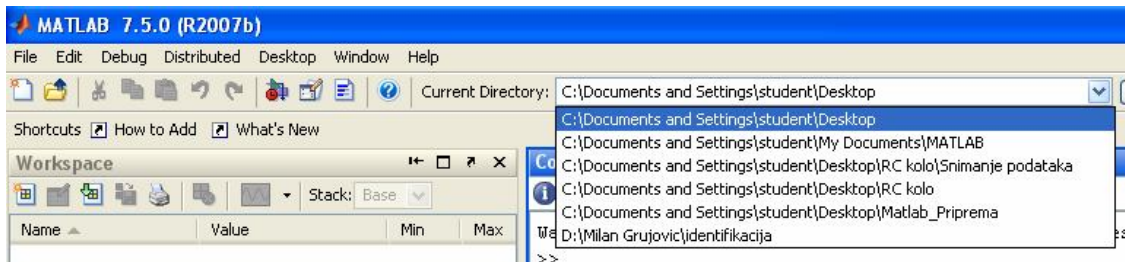 MATLAB 7.5.0 (R2007b)
File Edit Debug Distributed Desktop Window Help
Current Directory: C:\Documents and Settings\student\Desktop
C:\Documents and Settings\student\Desktop
C:\Documents and Settings\student\My Documents\MATLAB
C:\Documents and Settings\student\Desktop\RC kolo\Snimanje podataka
C:\Documents and Settings\student\Desktop\RC kolo
C:\Documents and Settings\student\Desktop\Matlab_Priprema
D:\Milan Grujovic\identifikacija
Shortcuts How to Add What's New
Workspace
Stack: Base
Name Value Min Max
>>